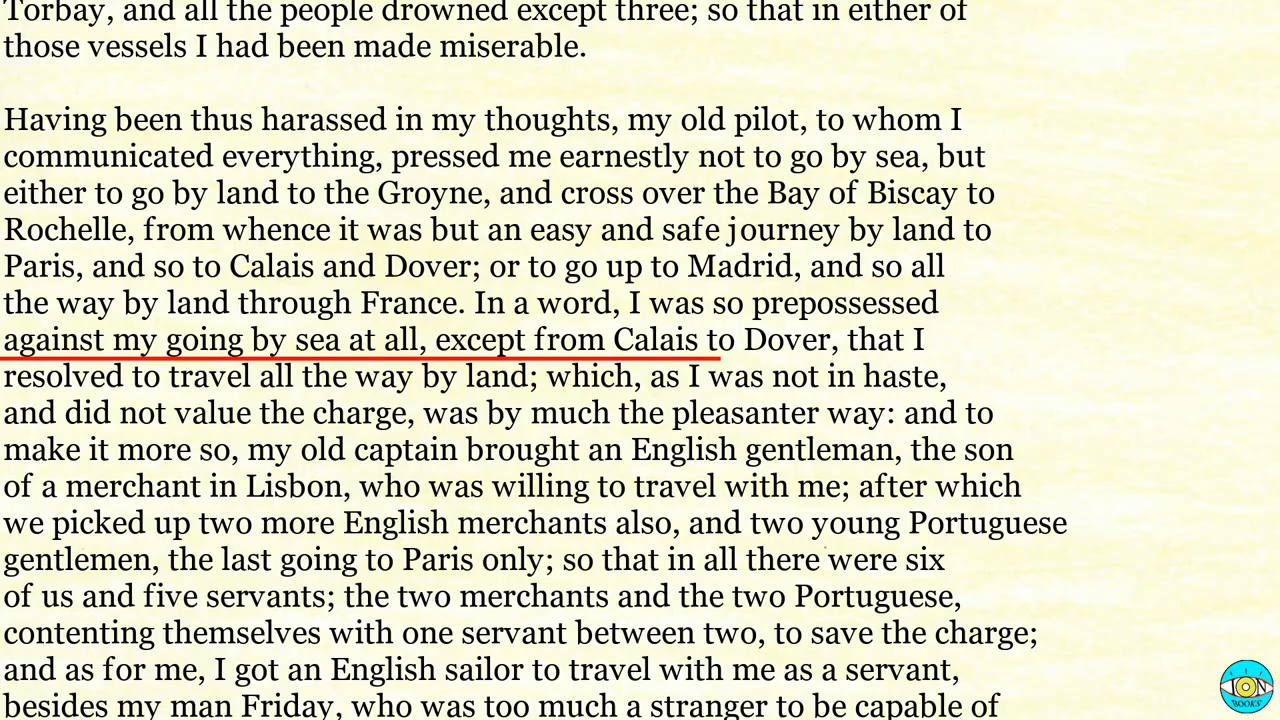 Torbay, and all the people drowned except three; so that in either of
those vessels I had been made miserable.
Having been thus harassed in my thoughts, my old pilot, to whom I
communicated everything, pressed me earnestly not to go by sea, but
either to go by land to the Groyne, and cross over the Bay of Biscay to
Rochelle, from whence it was but an easy and safe journey by land to
Paris, and so to Calais and Dover; or to go up to Madrid, and so all
the way by land through France. In a word, I was so prepossessed
against my going by sea at all, except from Calais to Dover, that I
resolved to travel all the way by land; which, as I was not in haste,
and did not value the charge, was by much the pleasanter way: and to
make it more so, my old captain brought an English gentleman, the son
of a merchant in Lisbon, who was willing to travel with me; after which
we picked up two more English merchants also, and two young Portuguese
gentlemen, the last going to Paris only; so that in all there were six
of us and five servants; the two merchants and the two Portuguese,
contenting themselves with one servant between two, to save the charge;
and as for me, I got an English sailor to travel with me as a servant,
besides my man Friday, who was too much a stranger to be capable of
ION
BOOKS